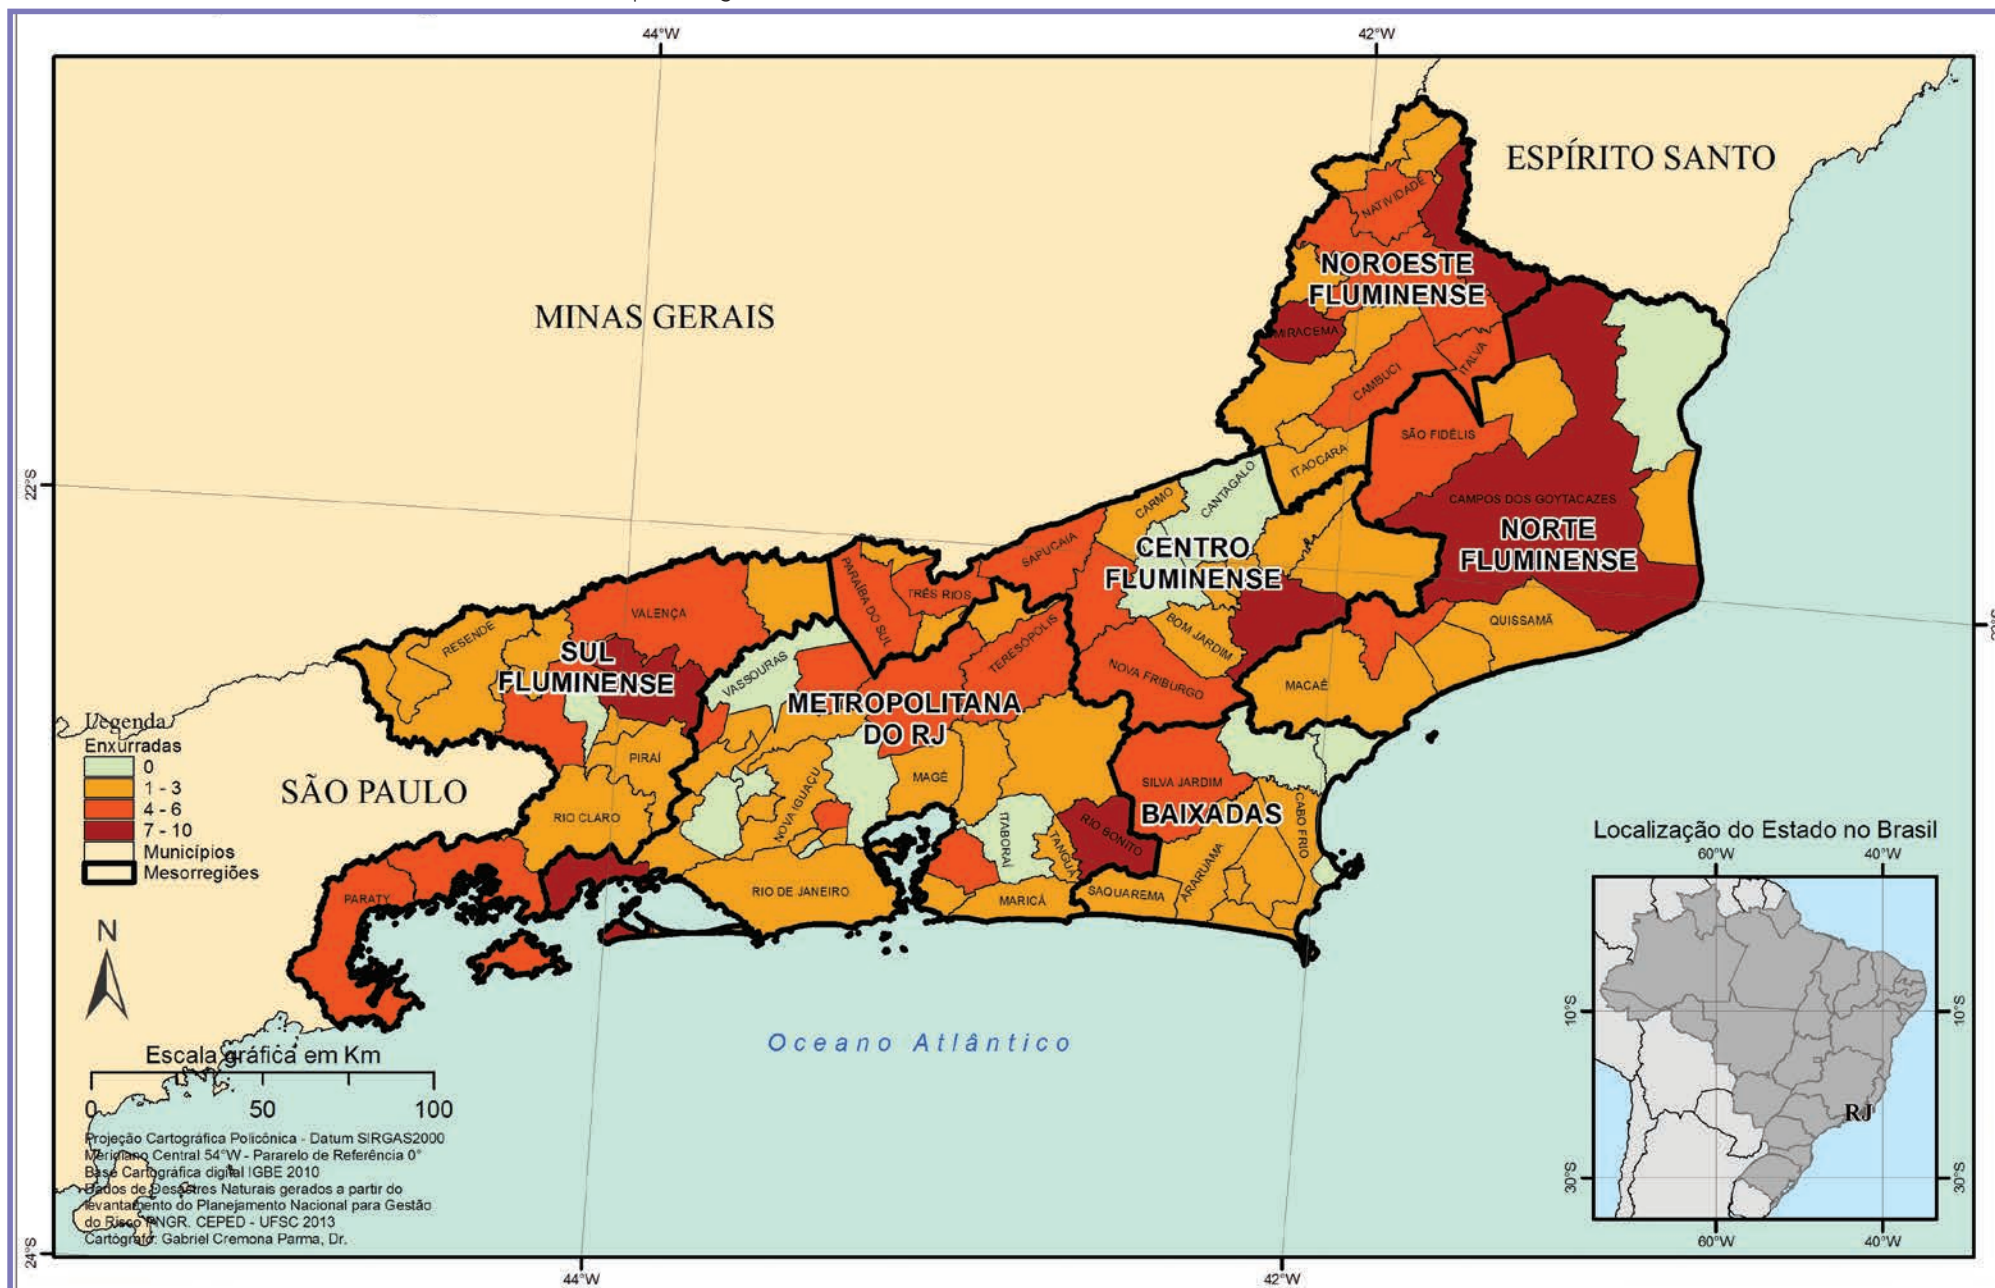 44°W
42°W
ESPÍRITO SANTO
NATIVIDADE
NOROESTE
FLUMINENSE
MINAS GERAIS
MIRACEMA
ITALVA
CAMBUCI
SÃO FIDÉLIS
ITAOCARA
22°S
CANTAGALO
CARMO
CAMPOS DOS GOYTACAZES
NORTE
FLUMINENSE
CENTRO
FLUMINENSE
SAPUCAIA
PARAÍBA DO SUL
TRÊS RIOS
VALENÇA
QUISSAMÃ
RESENDE
BOM JARDIM
TERESÓPOLIS
SUL
FLUMINENSE
VASSOURAS
NOVA FRIBURGO
MACAÉ
METROPOLITANA
DO RJ
Legenda
Enxurradas
0
1 - 3
4 - 6
7 - 10
Municípios
Mesorregiões
PIRAÍ
MAGÉ
SILVA JARDIM
SÃO PAULO
NOVA IGUAÇU
RIO CLARO
BAIXADAS
CABO FRIO
RIO BONITO
ITABORAÍ
TANGUÁ
ARARUAMA
PARATY
RIO DE JANEIRO
MARICÁ
SAQUAREMA
Localização do Estado no Brasil
60°W
40°W
10°S
10°S
RJ
30°S
30°S
60°W
40°W
N
Oceano Atlântico
Escala gráfica em Km
0
50
100
Projeção Cartográfica Policônica - Datum SIRGAS2000
Meridiano Central 54°W - Pararelo de Referência 0°
Base Cartográfica digital IGBE 2010
Dados de Desastres Naturais gerados a partir do
levantamento do Planejamento Nacional para Gestão
do Risco PNGR. CEPED - UFSC 2013
Cartógrafo: Gabriel Cremona Parma, Dr.
24°S
44°W
42°W